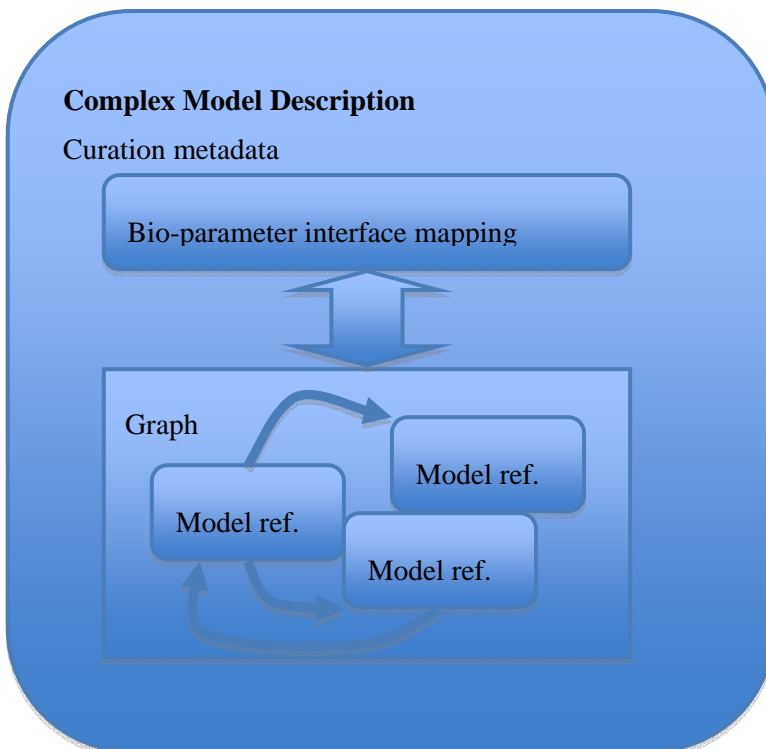 Complex Model Description
Curation metadata
Bio-parameter interface mapping
Graph
Model ref.
Model ref.
Model ref.